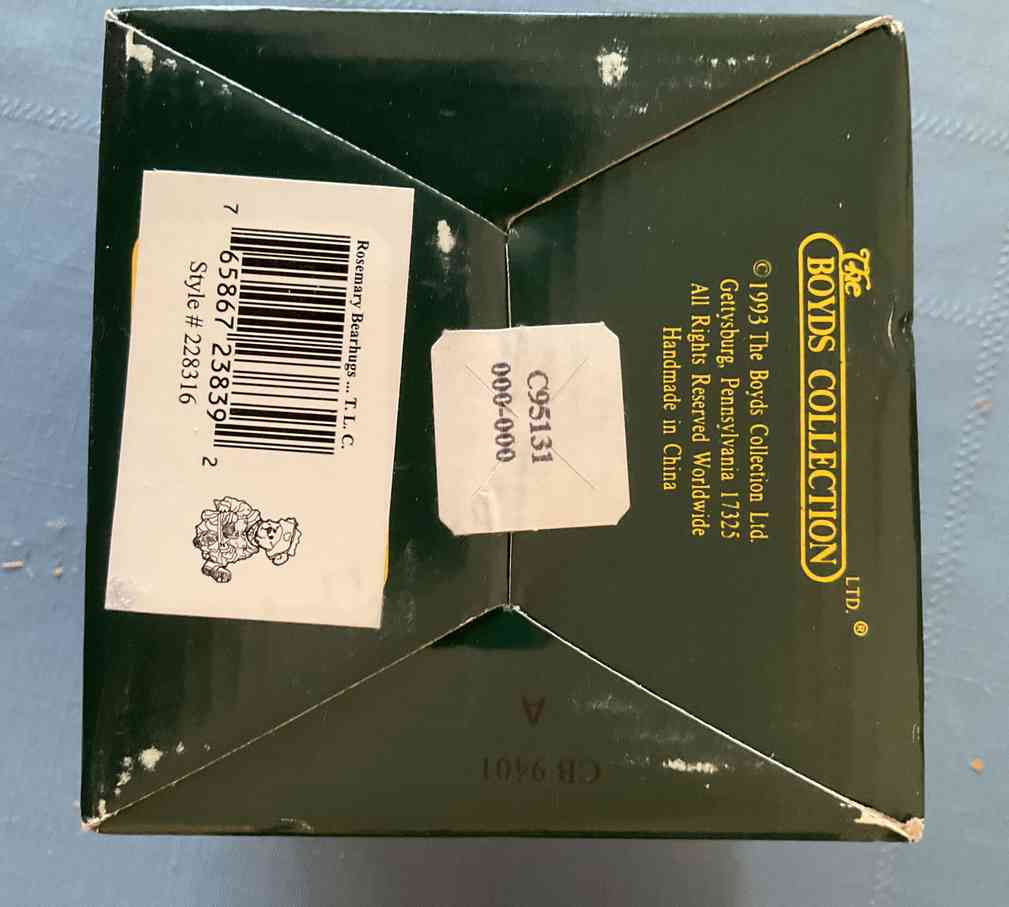 The
BOYDS COLLECTION
LTD. ®
©1993 The Boyds Collection Ltd.
Gettysburg, Pennsylvania 17325
All Rights Reserved Worldwide
Handmade in China
C95131
000-000
Rosemary Bearhugs ... T. L. C.
7 65867 23839 2
Style # 228316
A
CB 9401